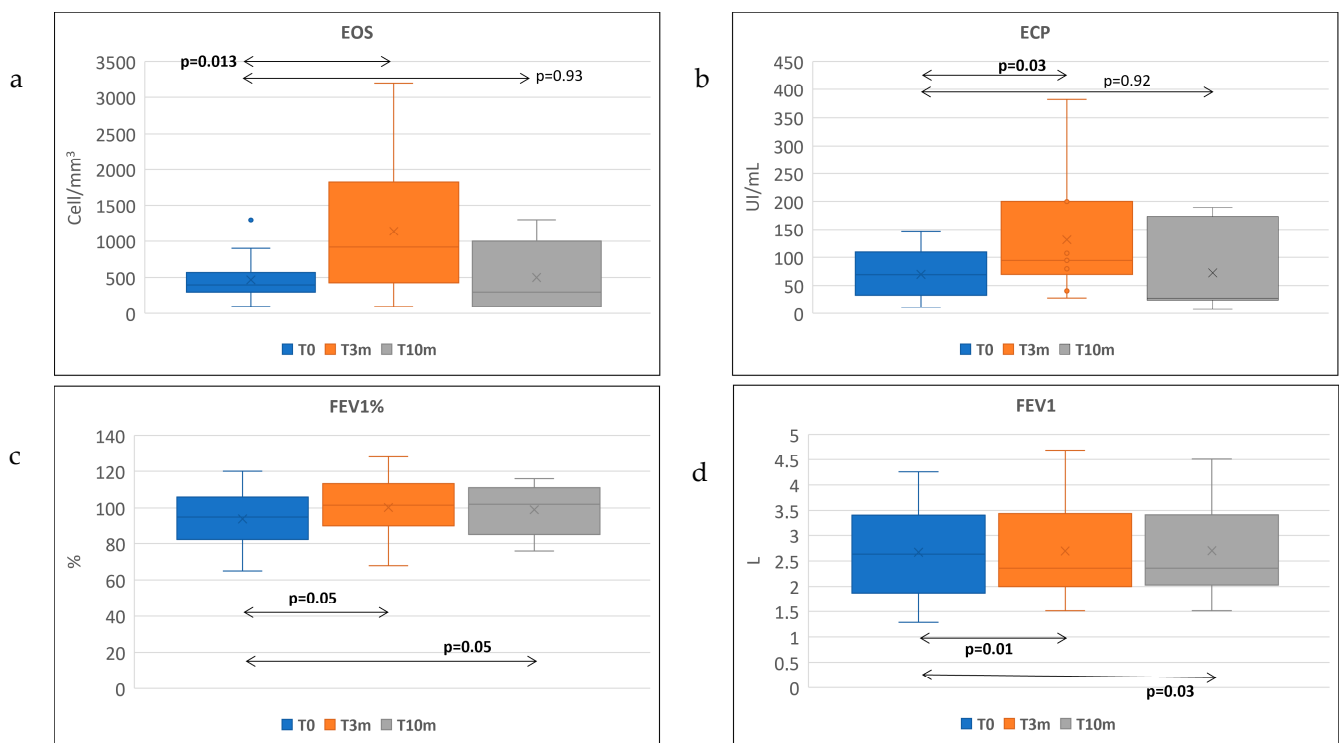 a
EOS
Cell/mm³
3500
3000
2500
2000
1500
1000
500
0
p=0.013
p=0.93
T0 T3m T10m
b
ECP
UI/mL
450
400
350
300
250
200
150
100
50
0
p=0.03
p=0.92
T0 T3m T10m
c
FEV1%
%
140
120
100
80
60
40
20
0
p=0.05
p=0.05
T0 T3m T10m
d
FEV1
L
5
4.5
4
3.5
3
2.5
2
1.5
1
0.5
0
p=0.01
p=0.03
T0 T3m T10m